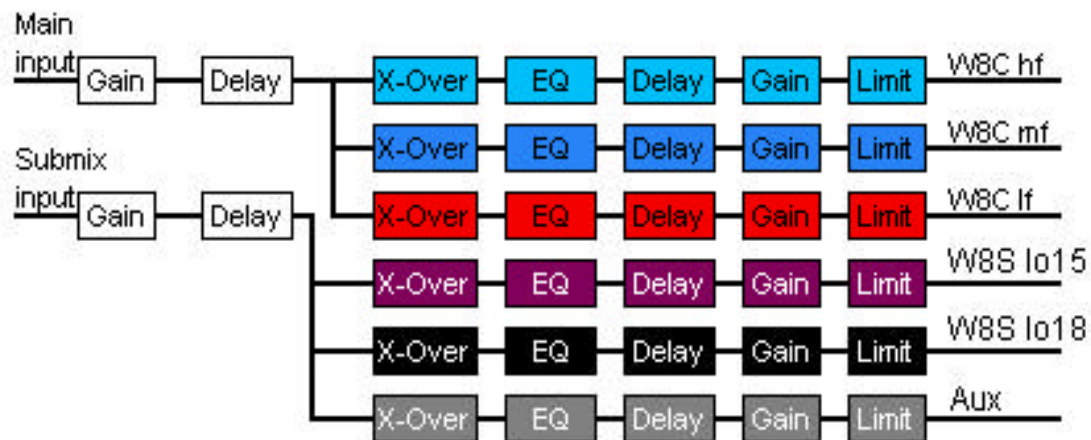 Main
input Gain Delay X-Over EQ Delay Gain Limit W8C hf
X-Over EQ Delay Gain Limit W8C mf
Submix
input Gain Delay X-Over EQ Delay Gain Limit W8C lf
X-Over EQ Delay Gain Limit W8S lo15
X-Over EQ Delay Gain Limit W8S lo18
X-Over EQ Delay Gain Limit Aux